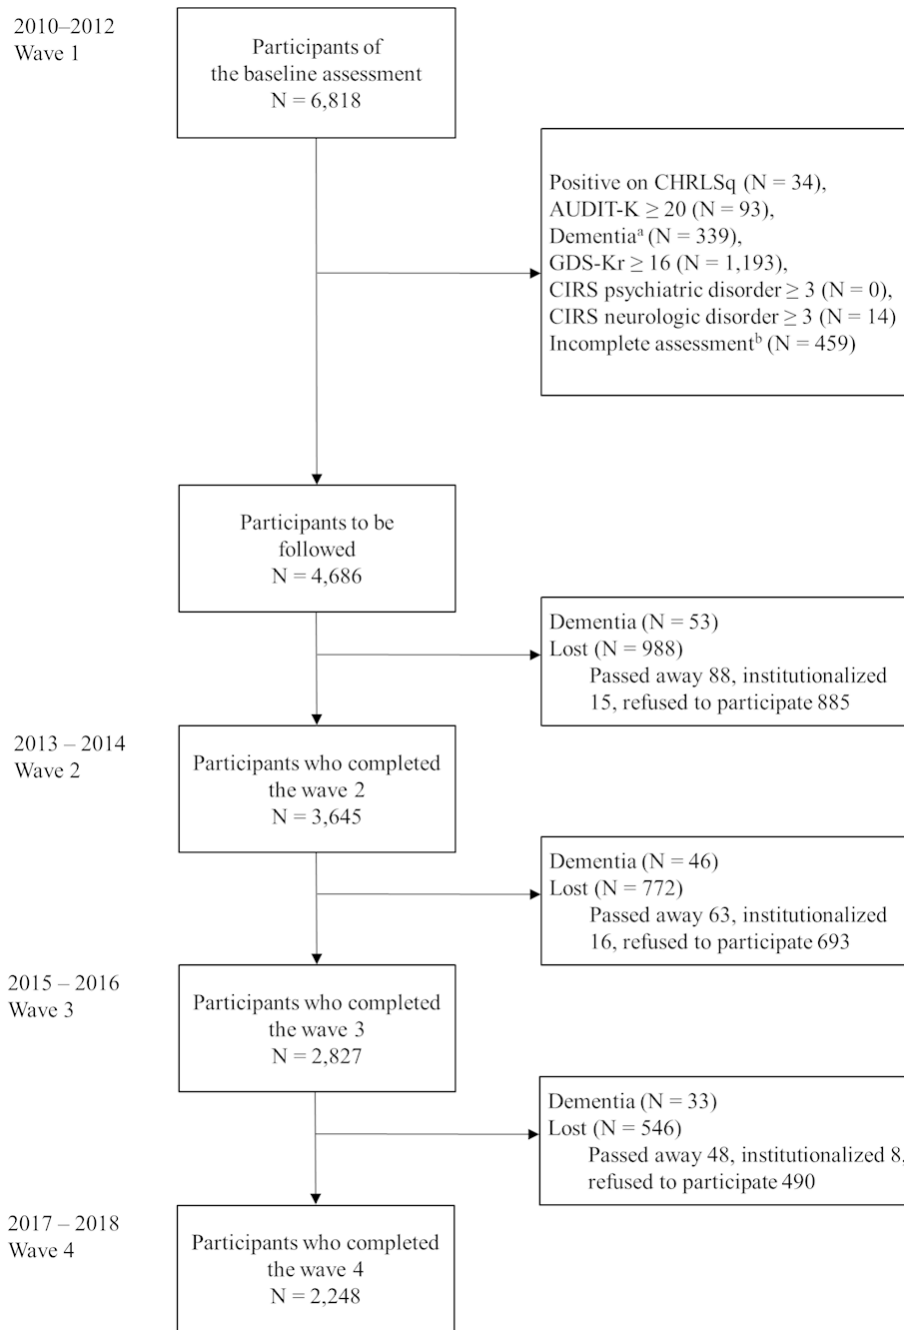 2010–2012
Wave 1
Participants of
the baseline assessment
N = 6,818
Positive on CHRLSq (N = 34),
AUDIT-K ≥ 20 (N = 93),
Dementiaᵃ (N = 339),
GDS-Kr ≥ 16 (N = 1,193),
CIRS psychiatric disorder ≥ 3 (N = 0),
CIRS neurologic disorder ≥ 3 (N = 14)
Incomplete assessmentᵇ (N = 459)
Participants to be
followed
N = 4,686
Dementia (N = 53)
Lost (N = 988)
Passed away 88, institutionalized
15, refused to participate 885
2013 – 2014
Wave 2
Participants who completed
the wave 2
N = 3,645
Dementia (N = 46)
Lost (N = 772)
Passed away 63, institutionalized
16, refused to participate 693
2015 – 2016
Wave 3
Participants who completed
the wave 3
N = 2,827
Dementia (N = 33)
Lost (N = 546)
Passed away 48, institutionalized 8,
refused to participate 490
2017 – 2018
Wave 4
Participants who completed
the wave 4
N = 2,248